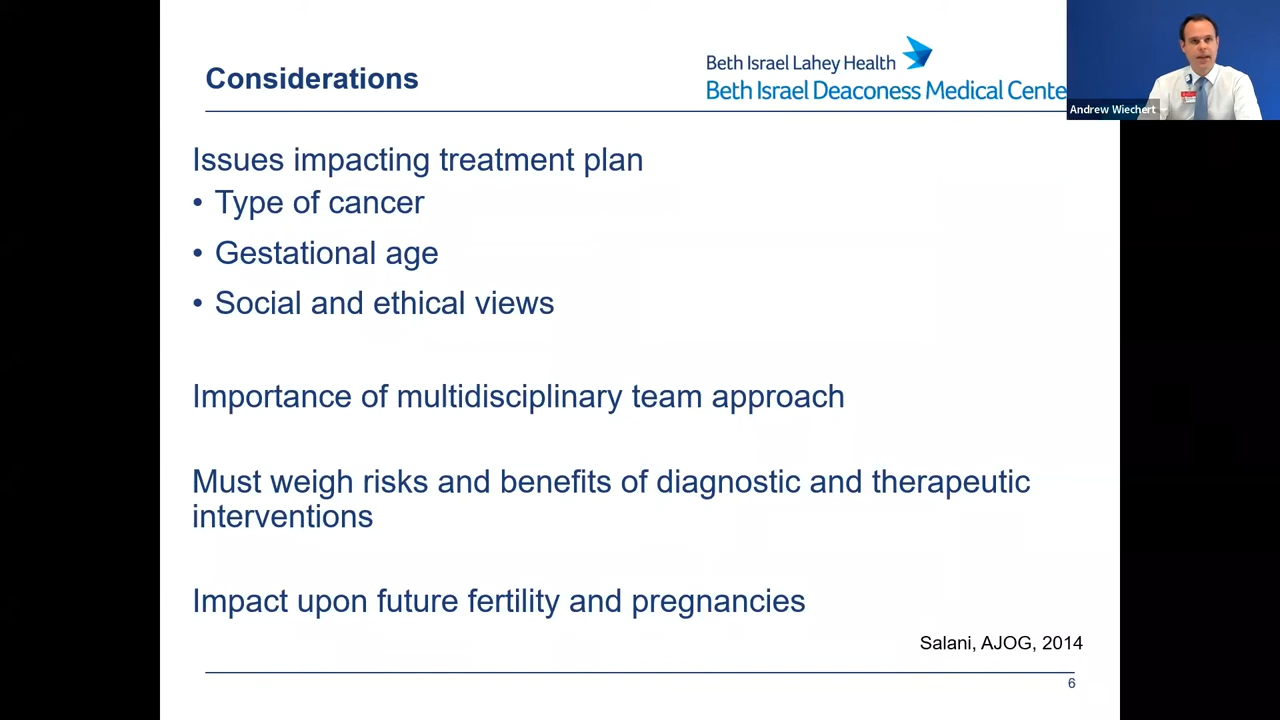 Considerations
Beth Israel Lahey Health
Beth Israel Deaconess Medical Cente
Andrew Wiechert
Issues impacting treatment plan
• Type of cancer
• Gestational age
• Social and ethical views
Importance of multidisciplinary team approach
Must weigh risks and benefits of diagnostic and therapeutic
interventions
Impact upon future fertility and pregnancies
Salani, AJOG, 2014
6